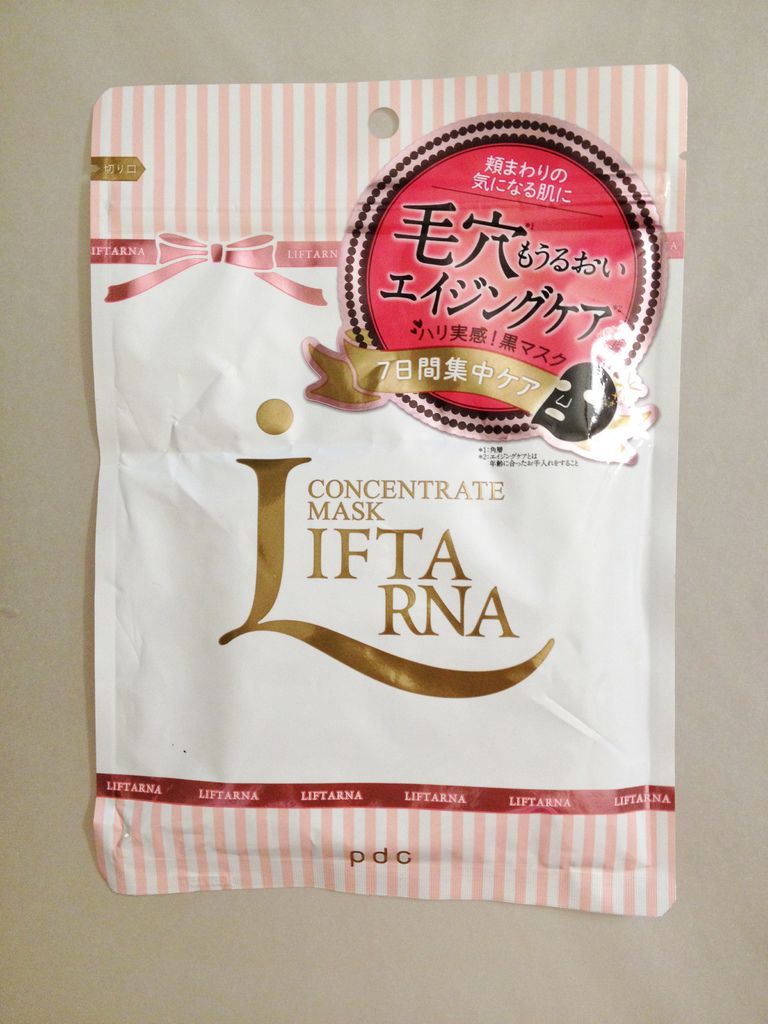 切り口
頬まわりの
気になる肌に
毛穴*1もうるおい
エイジングケア*2
ハリ実感!黒マスク
7日間集中ケア
IFTARNA LIFTARN A
*1:角層
*2:エイジングケアとは
年齢に合ったお手入れをすること
CONCENTRATE
MASK
LIFTA
RNA
LIFTARNA LIFTARNA LIFTARNA LIFTARNA LIFTARNA LIFTARNA
pdc